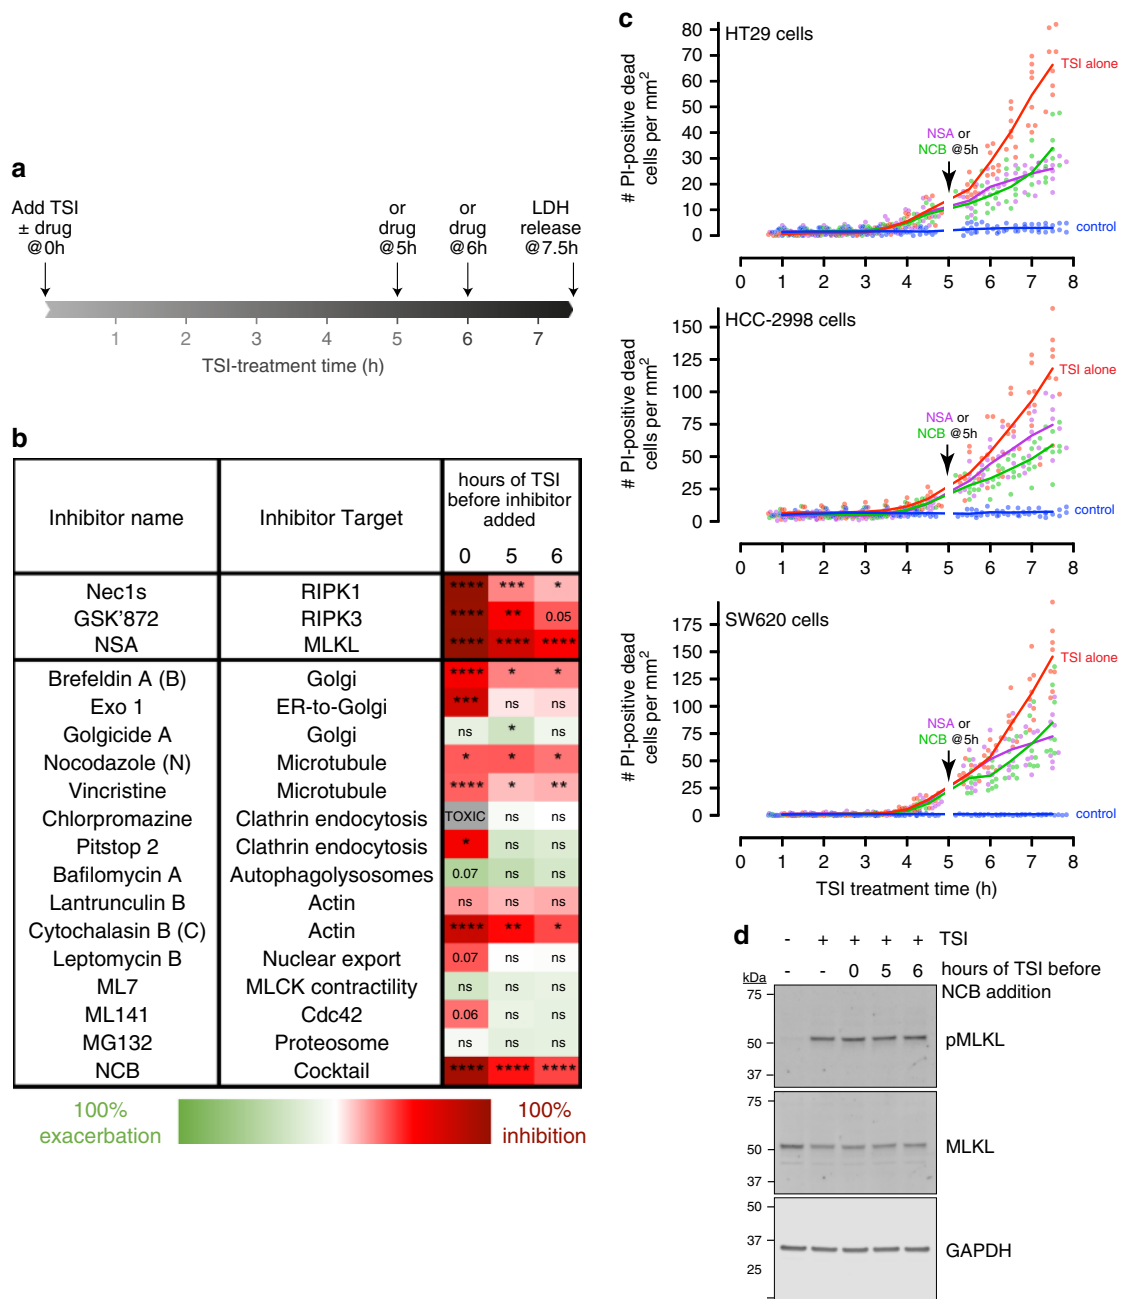 a
Add TSI
± drug
@0h
or
drug
@5h
or
drug
@6h
LDH
release
@7.5h
1 2 3 4 5 6 7
TSI-treatment time (h)
b
Inhibitor name Inhibitor Target hours of TSI
before inhibitor
added
0 5 6
Nec1s RIPK1 **** *** *
GSK'872 RIPK3 **** ** 0.05
NSA MLKL **** **** ****
Brefeldin A (B) Golgi **** * *
Exo 1 ER-to-Golgi *** ns ns
Golgicide A Golgi ns * ns
Nocodazole (N) Microtubule * * *
Vincristine Microtubule **** * **
Chlorpromazine Clathrin endocytosis TOXIC ns ns
Pitstop 2 Clathrin endocytosis * ns ns
Bafilomycin A Autophagolysosomes 0.07 ns ns
Lantrunculin B Actin ns ns ns
Cytochalasin B (C) Actin **** ** *
Leptomycin B Nuclear export 0.07 ns ns
ML7 MLCK contractility ns ns ns
ML141 Cdc42 0.06 ns ns
MG132 Proteosome ns ns ns
NCB Cocktail **** **** ****
100%
exacerbation
100%
inhibition
c
HT29 cells
# PI-positive dead
cells per mm2
80
70
60
50
40
30
20
10
0
TSI alone
NSA or
NCB @5h
control
0 1 2 3 4 5 6 7 8
HCC-2998 cells
# PI-positive dead
cells per mm2
150
125
100
75
50
25
0
TSI alone
NSA or
NCB @5h
control
0 1 2 3 4 5 6 7 8
SW620 cells
# PI-positive dead
cells per mm2
175
150
125
100
75
50
25
0
TSI alone
NSA or
NCB @5h
control
0 1 2 3 4 5 6 7 8
TSI treatment time (h)
d
- + + + + TSI
- - 0 5 6 hours of TSI before
NCB addition
kDa
75
50
37
pMLKL
75
50
37
MLKL
50
37
25
GAPDH